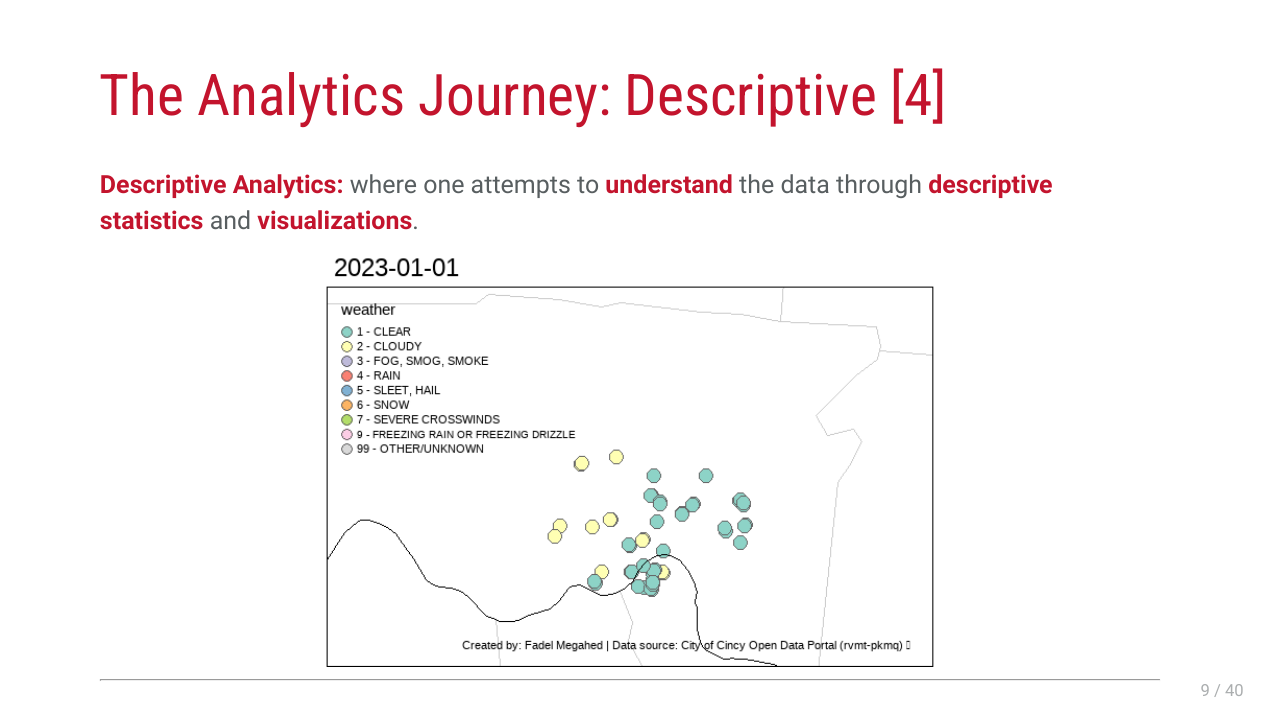 The Analytics Journey: Descriptive [4]
Descriptive Analytics: where one attempts to understand the data through descriptive
statistics and visualizations.
2023-01-01
weather
1 - CLEAR
2 - CLOUDY
3 - FOG, SMOG, SMOKE
4 - RAIN
5 - SLEET, HAIL
6 - SNOW
7 - SEVERE CROSSWINDS
9 - FREEZING RAIN OR FREEZING DRIZZLE
99 - OTHER/UNKNOWN
Created by: Fadel Megahed | Data source: City of Cincy Open Data Portal (rvmt-pkmq)
9 / 40